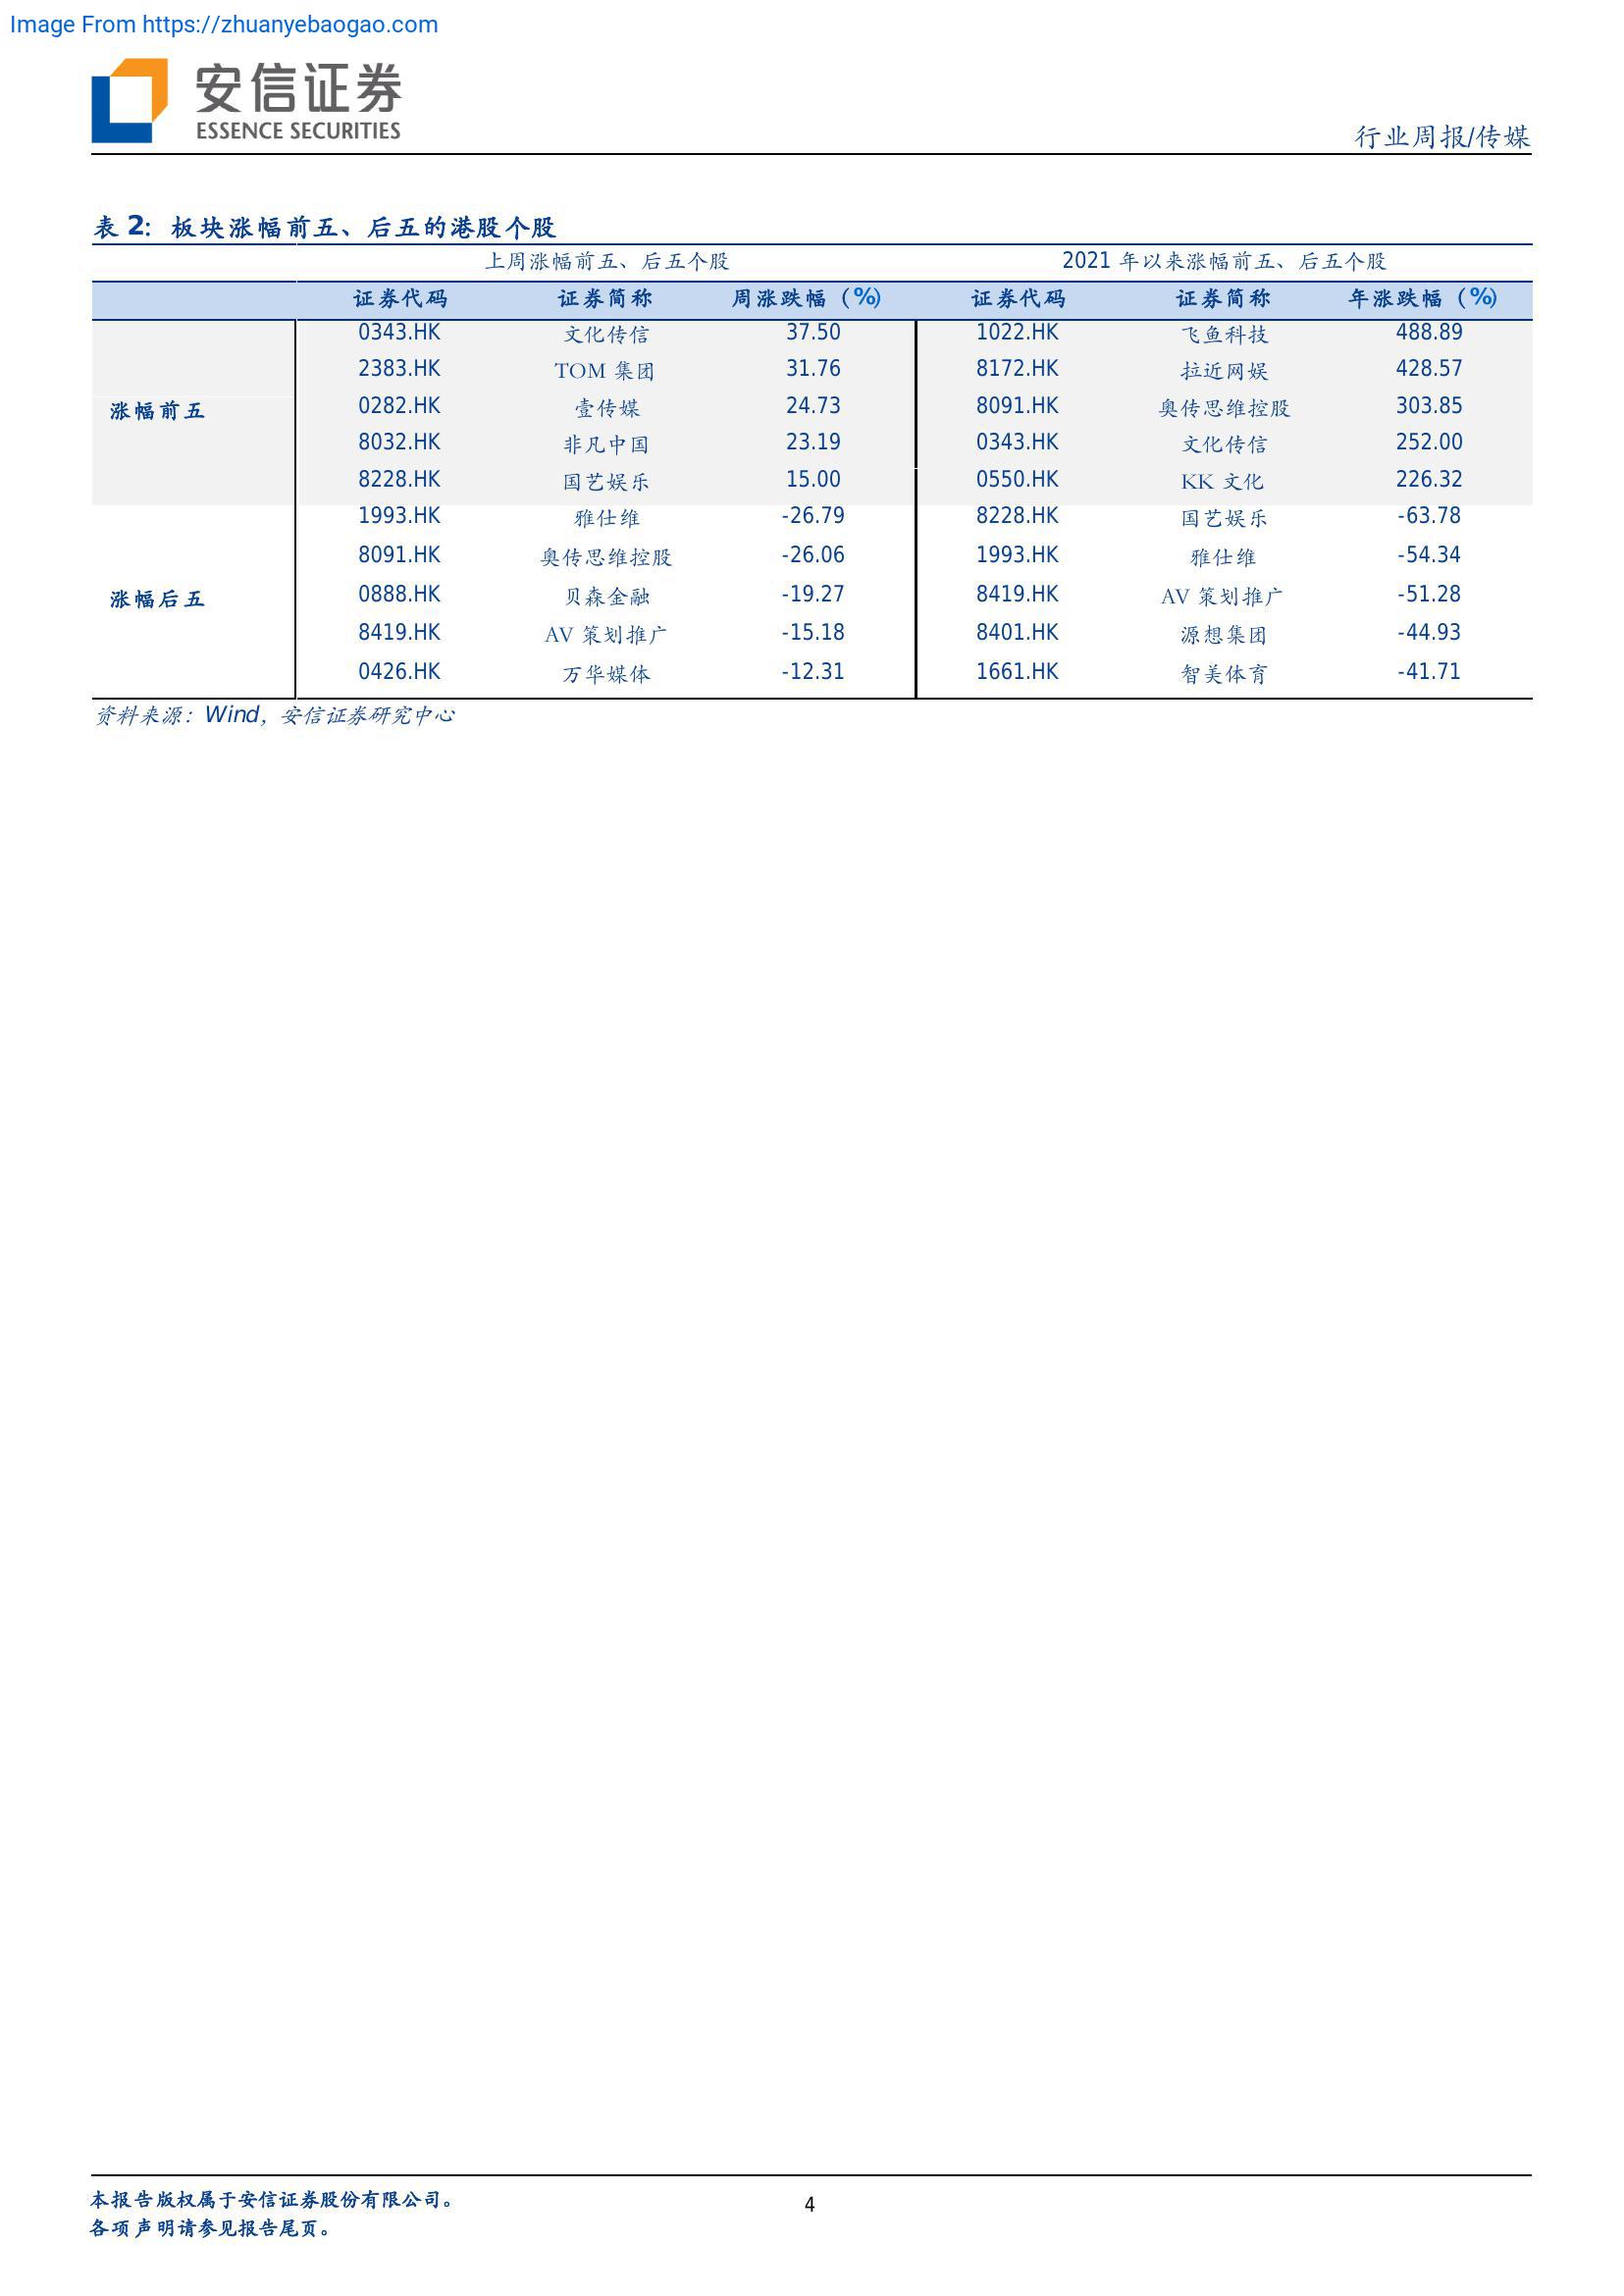 Image From https://zhuanyebaogao.com
安信证券
ESSENCE SECURITIES
行业周报/传媒
表 2：板块涨幅前五、后五的港股个股
上周涨幅前五、后五个股 2021 年以来涨幅前五、后五个股
证券代码 证券简称 周涨跌幅（%） 证券代码 证券简称 年涨跌幅（%）
0343.HK 文化传信 37.50 1022.HK 飞鱼科技 488.89
2383.HK TOM 集团 31.76 8172.HK 拉近网娱 428.57
涨幅前五 0282.HK 壹传媒 24.73 8091.HK 奥传思维控股 303.85
8032.HK 非凡中国 23.19 0343.HK 文化传信 252.00
8228.HK 国艺娱乐 15.00 0550.HK KK 文化 226.32
1993.HK 雅仕维 -26.79 8228.HK 国艺娱乐 -63.78
8091.HK 奥传思维控股 -26.06 1993.HK 雅仕维 -54.34
涨幅后五 0888.HK 贝森金融 -19.27 8419.HK AV 策划推广 -51.28
8419.HK AV 策划推广 -15.18 8401.HK 源想集团 -44.93
0426.HK 万华媒体 -12.31 1661.HK 智美体育 -41.71
资料来源：Wind，安信证券研究中心
本报告版权属于安信证券股份有限公司。
4
各项声明请参见报告尾页。